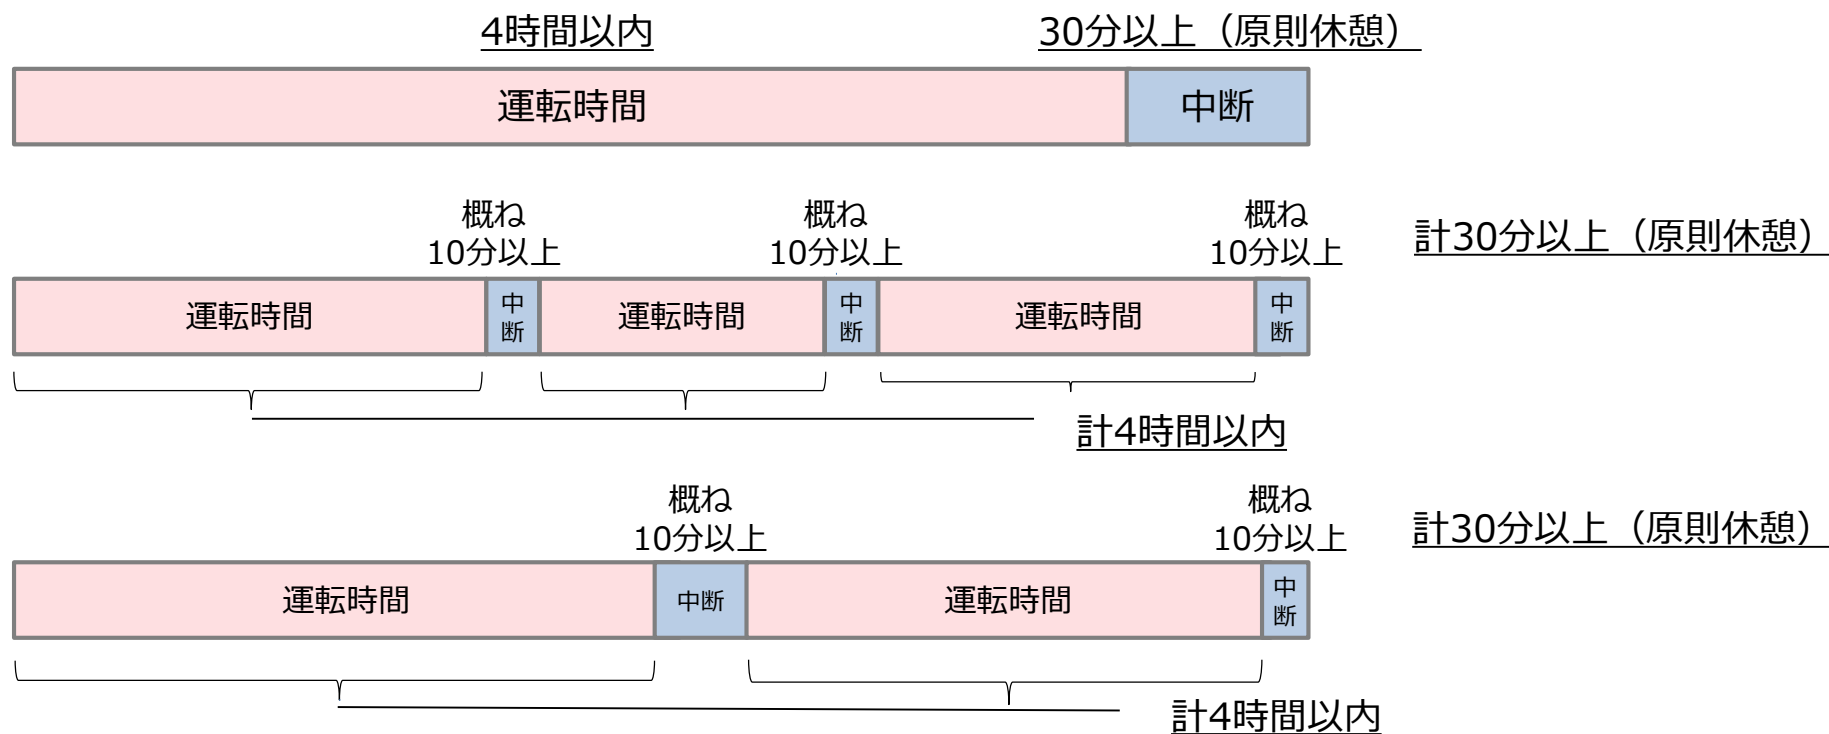 4時間以内
30分以上（原則休憩）
運転時間
中断
概ね
10分以上
概ね
10分以上
概ね
10分以上
計30分以上（原則休憩）
運転時間
中
断
運転時間
中
断
運転時間
中
断
計4時間以内
概ね
10分以上
概ね
10分以上
計30分以上（原則休憩）
運転時間
中断
運転時間
中
断
計4時間以内